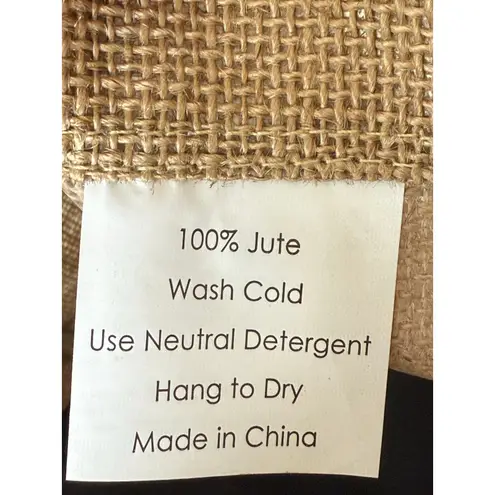 100% Jute
Wash Cold
Use Neutral Detergent
Hang to Dry
Made in China